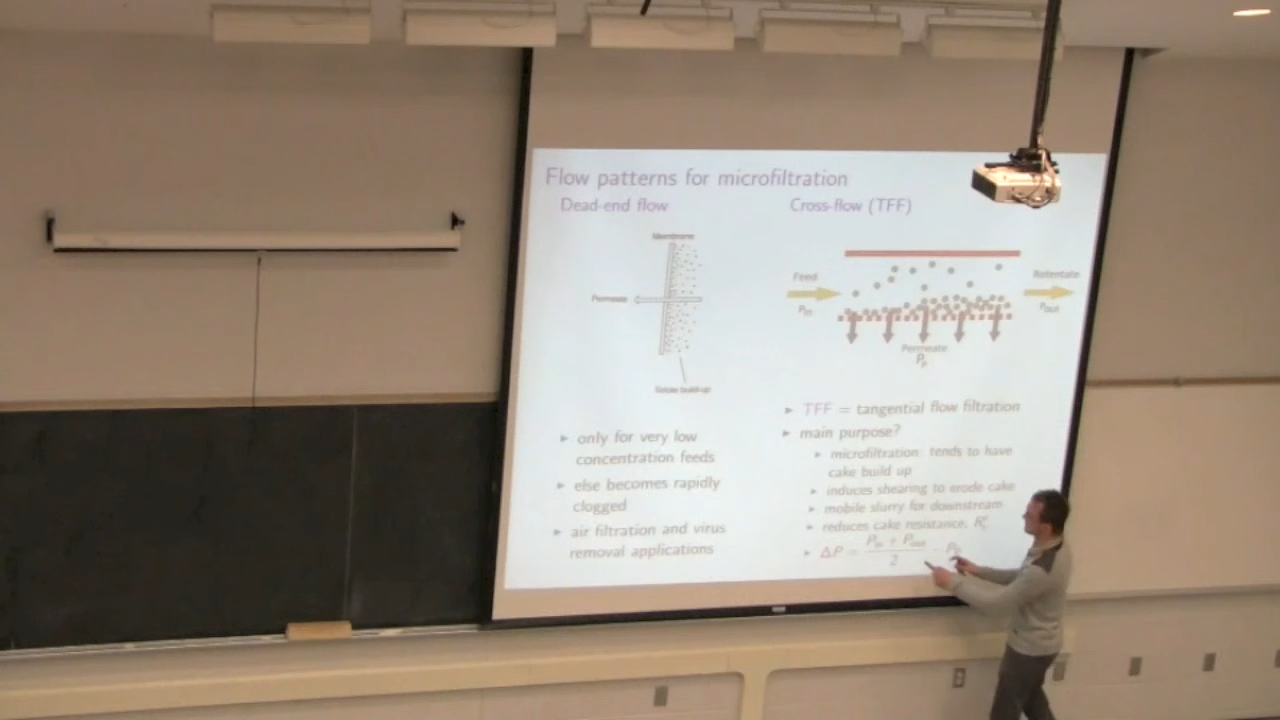 Flow patterns for microfiltration
Dead-end flow
Membrane
Permeate
Solute build-up
► only for very low
concentration feeds
► else becomes rapidly
clogged
► air filtration and virus
removal applications
Cross-flow (TFF)
Feed
P_in
Retentate
P_out
Permeate
P_p
► TFF = tangential flow filtration
► main purpose?
► microfiltration: tends to have
cake build up
► induces shearing to erode cake
► mobile slurry for downstream
► reduces cake resistance, R'_c
► ΔP = (P_in + P_out)/2 - P_p